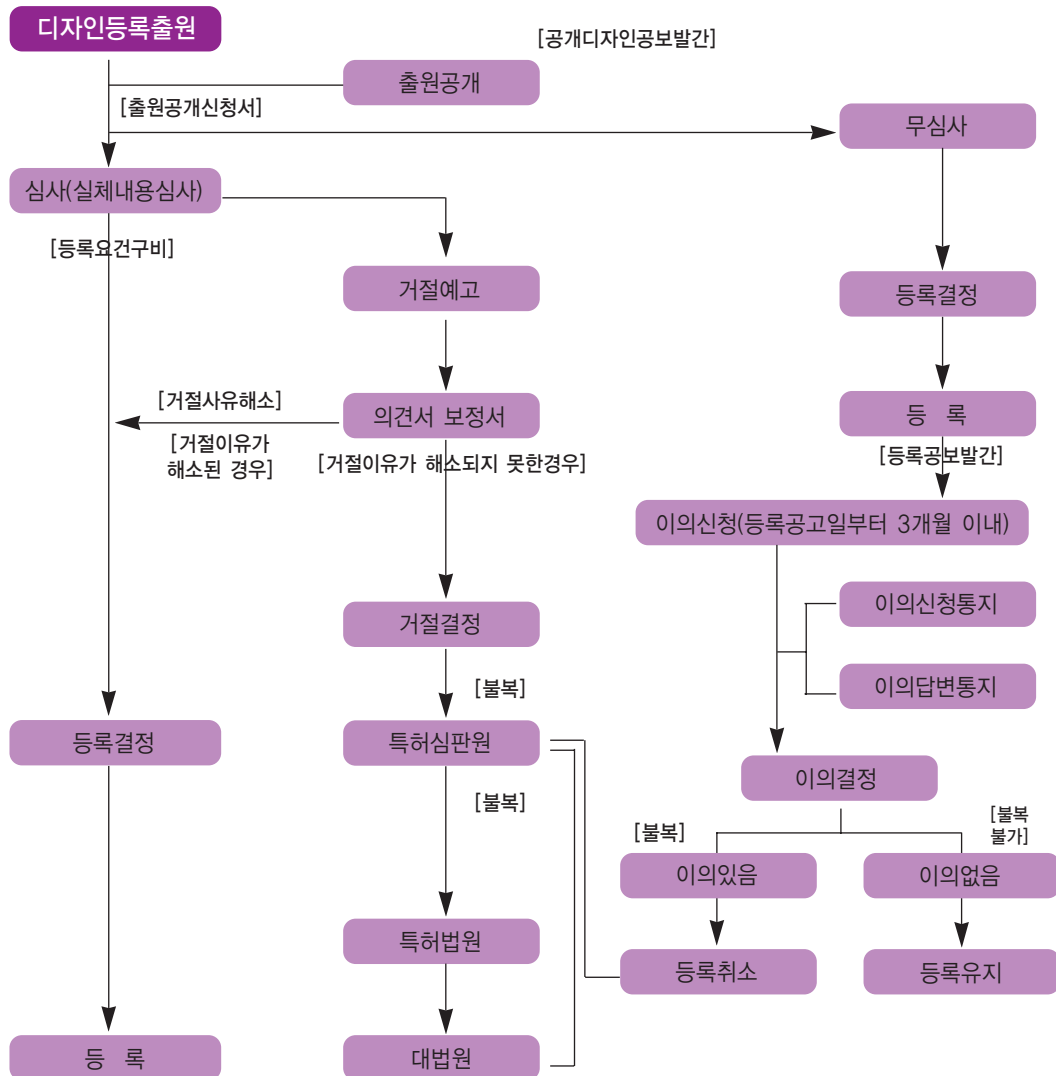 디자인등록출원
[공개디자인공보발간]
출원공개
[출원공개신청서]
무심사
심사(실체내용심사)
[등록요건구비]
거절예고
등록결정
[거절사유해소]
의견서 보정서
등 록
[거절이유가
해소된 경우]
[거절이유가 해소되지 못한경우]
[등록공보발간]
이의신청(등록공고일부터 3개월 이내)
이의신청통지
거절결정
이의답변통지
[불복]
등록결정
특허심판원
이의결정
[불복]
[불복]
[불복
불가]
이의있음
이의없음
특허법원
등록취소
등록유지
등 록
대법원